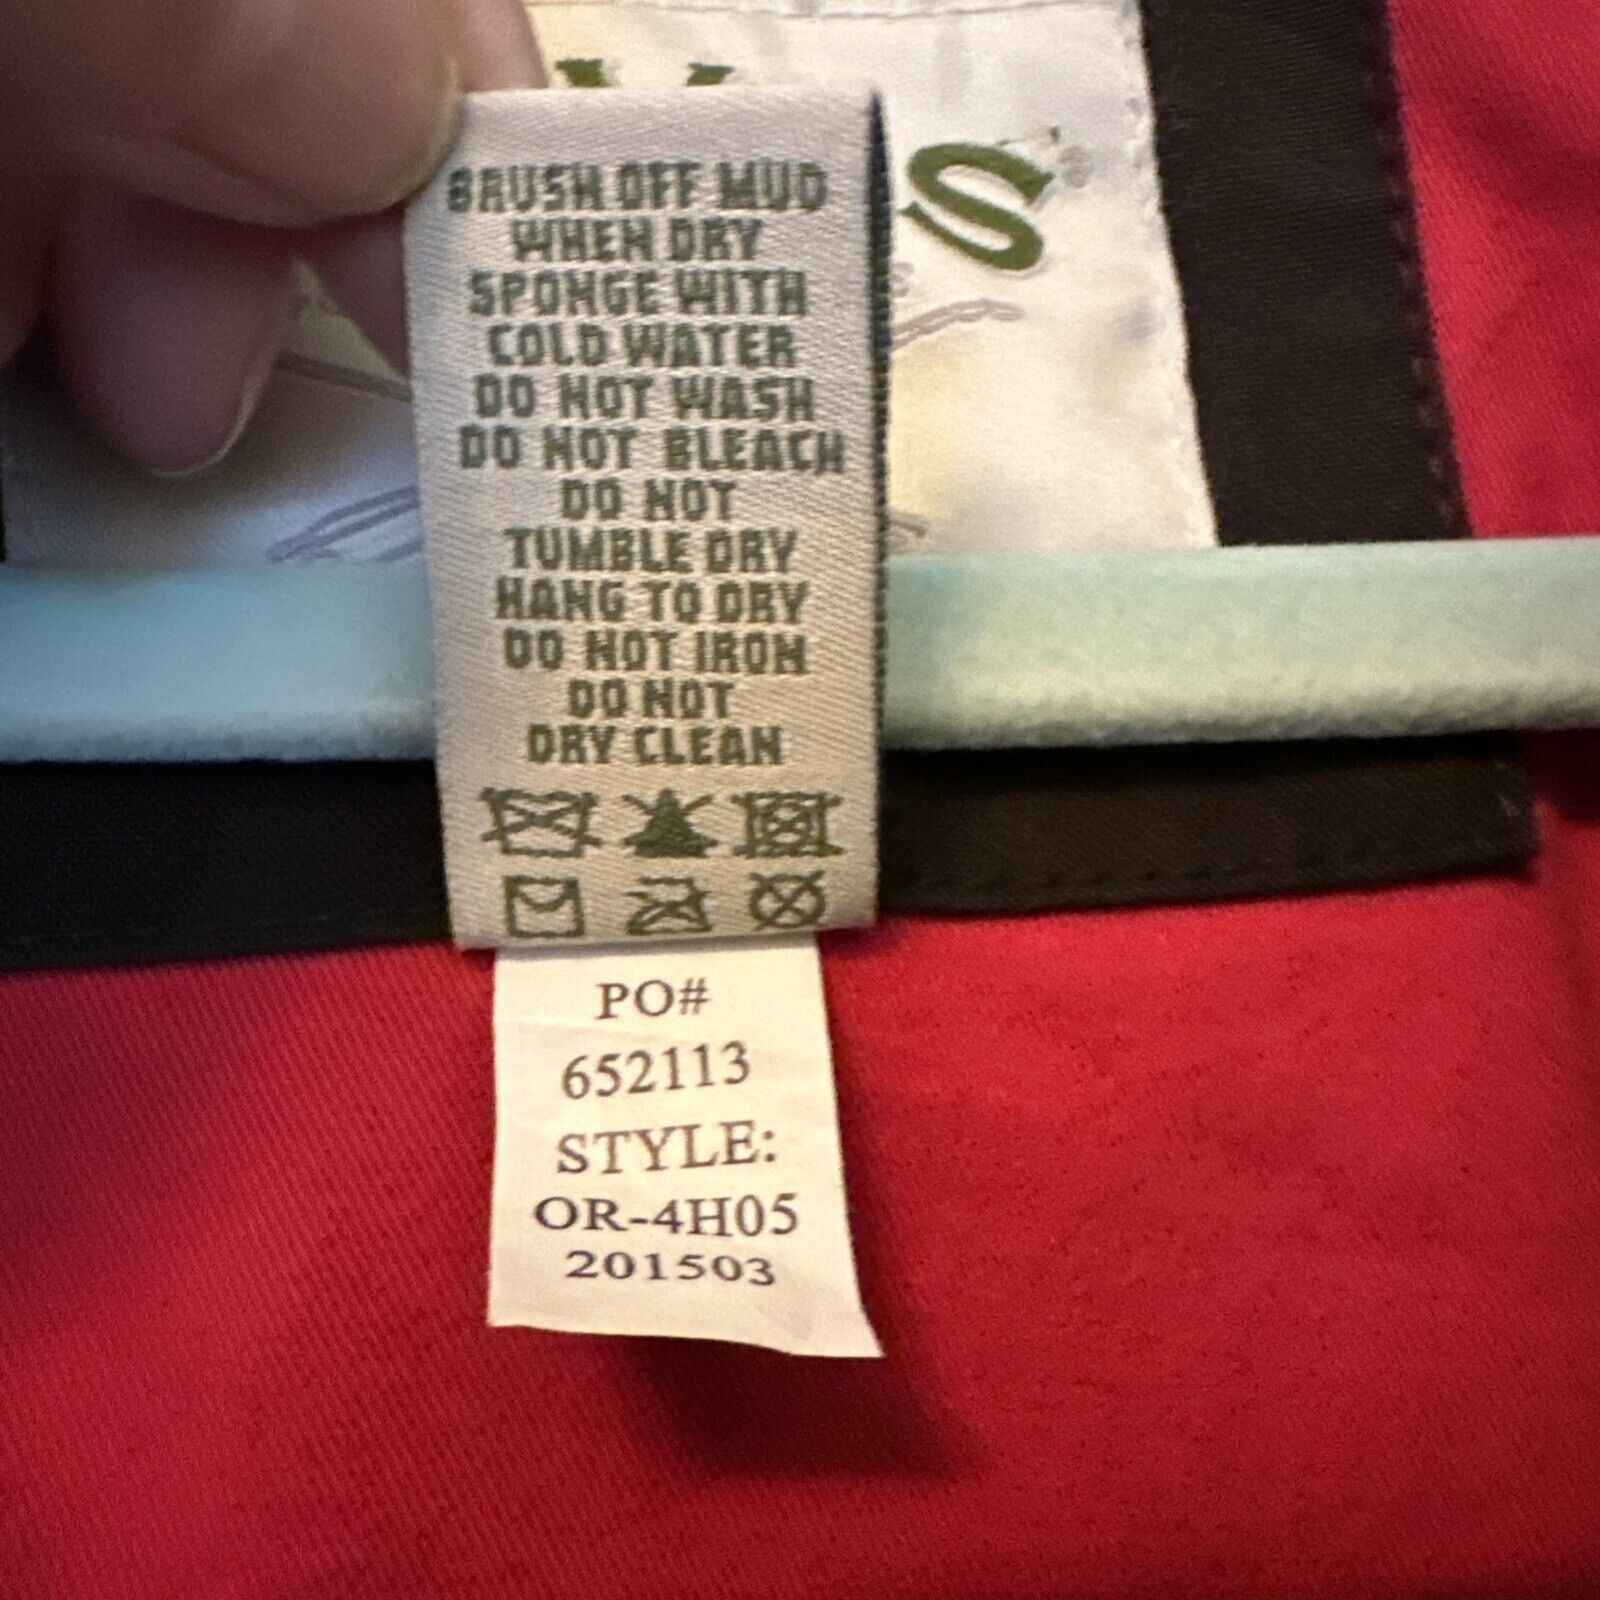 S
BRUSH OFF MUD
WHEN DRY
SPONGE WITH
COLD WATER
DO NOT WASH
DO NOT BLEACH
DO NOT
TUMBLE DRY
HANG TO DRY
DO NOT IRON
DO NOT
DRY CLEAN
PO#
652113
STYLE:
OR-4H05
201503